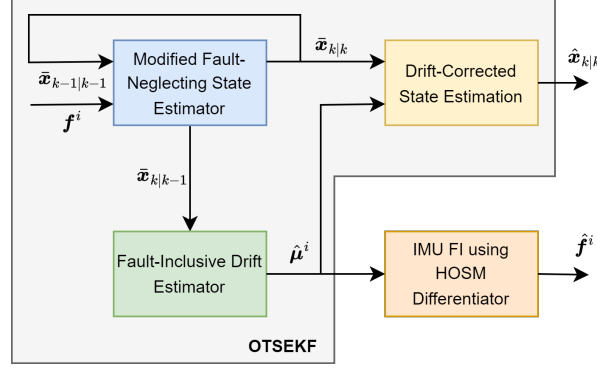 x̄ₖ|ₖ
x̂ₖ|ₖ
Modified Fault-
Neglecting State
Estimator
Drift-Corrected
State Estimation
x̄ₖ₋₁|ₖ₋₁
fⁱ
x̄ₖ|ₖ₋₁
Fault-Inclusive Drift
Estimator
μ̂ⁱ
IMU FI using
HOSM
Differentiator
f̂ⁱ
OTSEKF